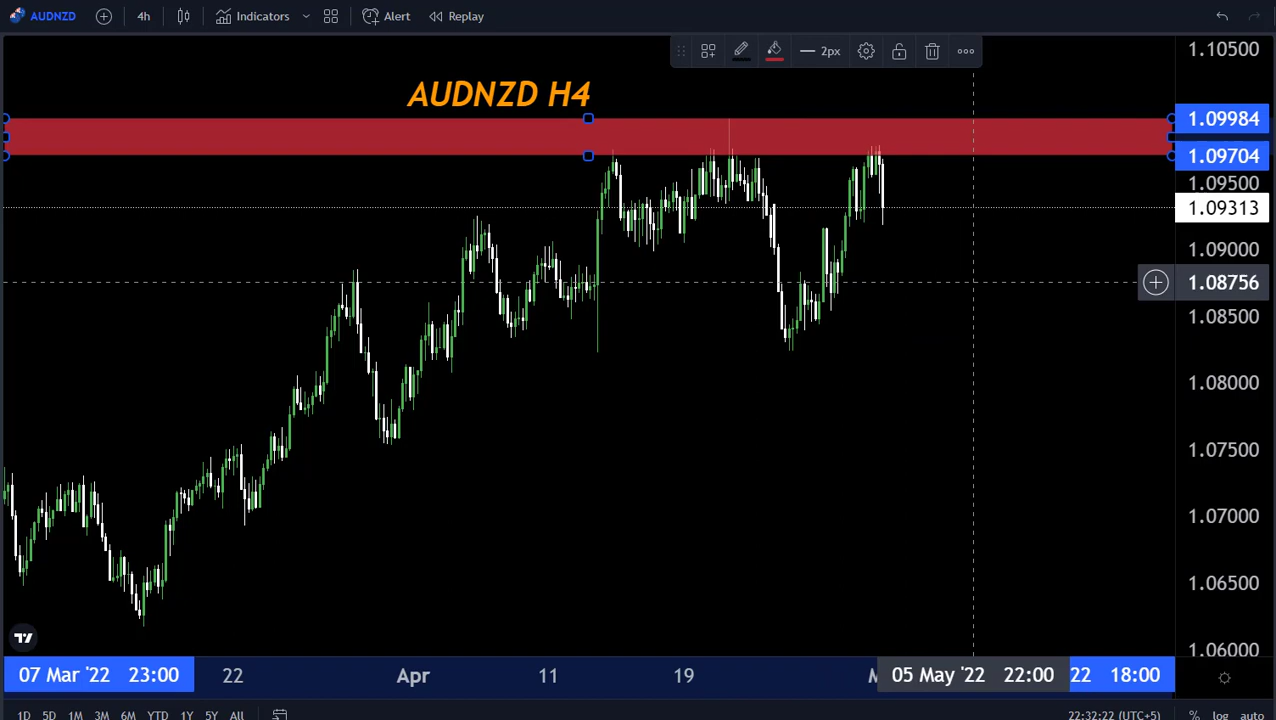 AUDNZD 4h Indicators Alert Replay
2px
AUDNZD H4
1.10500
1.09984
1.09704
1.09500
1.09313
1.09000
1.08756
1.08500
1.08000
1.07500
1.07000
1.06500
1.06000
07 Mar '22 23:00 22 Apr 11 19 05 May '22 22:00 22 18:00
1D 5D 1M 3M 6M YTD 1Y 5Y All 22:32:22 (UTC+5) % log auto